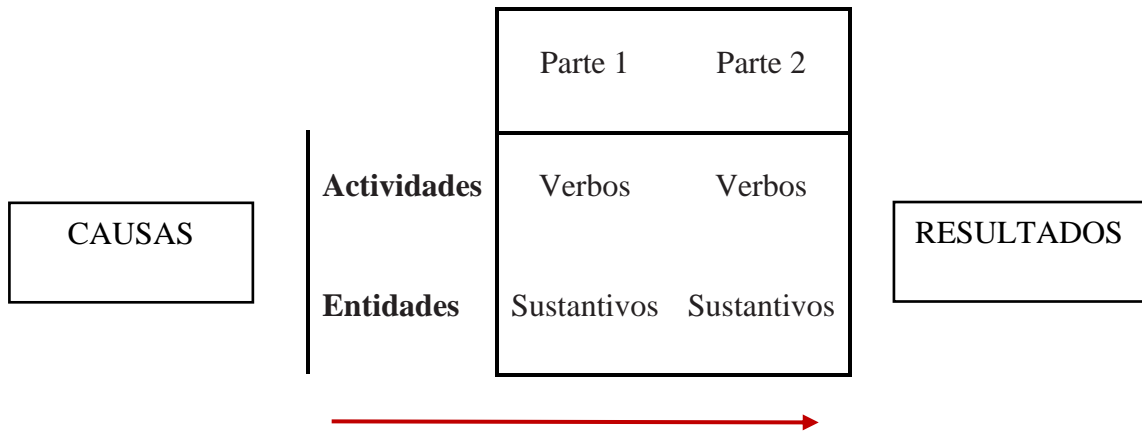 Parte 1 Parte 2
Actividades Verbos Verbos
CAUSAS RESULTADOS
Entidades Sustantivos Sustantivos